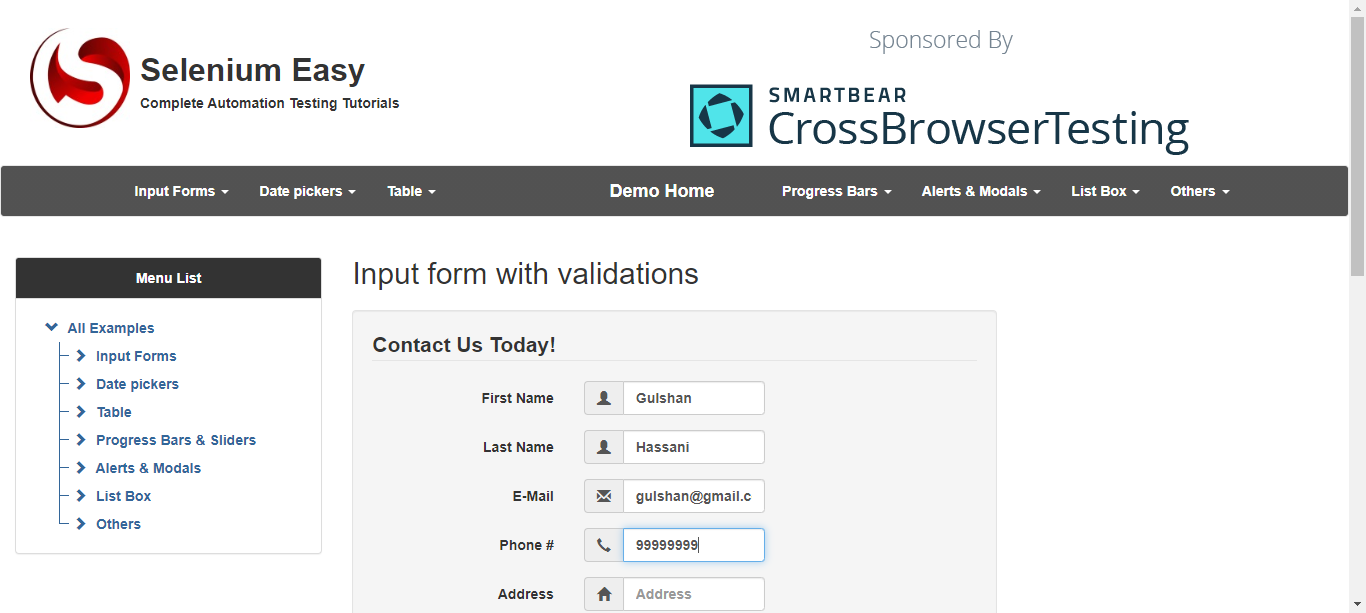 Selenium Easy
Complete Automation Testing Tutorials
Sponsored By
SMARTBEAR
CrossBrowserTesting
Input Forms Date pickers Table Demo Home Progress Bars Alerts & Modals List Box Others
Menu List
All Examples
Input Forms
Date pickers
Table
Progress Bars & Sliders
Alerts & Modals
List Box
Others
Input form with validations
Contact Us Today!
First Name Gulshan
Last Name Hassani
E-Mail gulshan@gmail.c
Phone # 99999999
Address Address